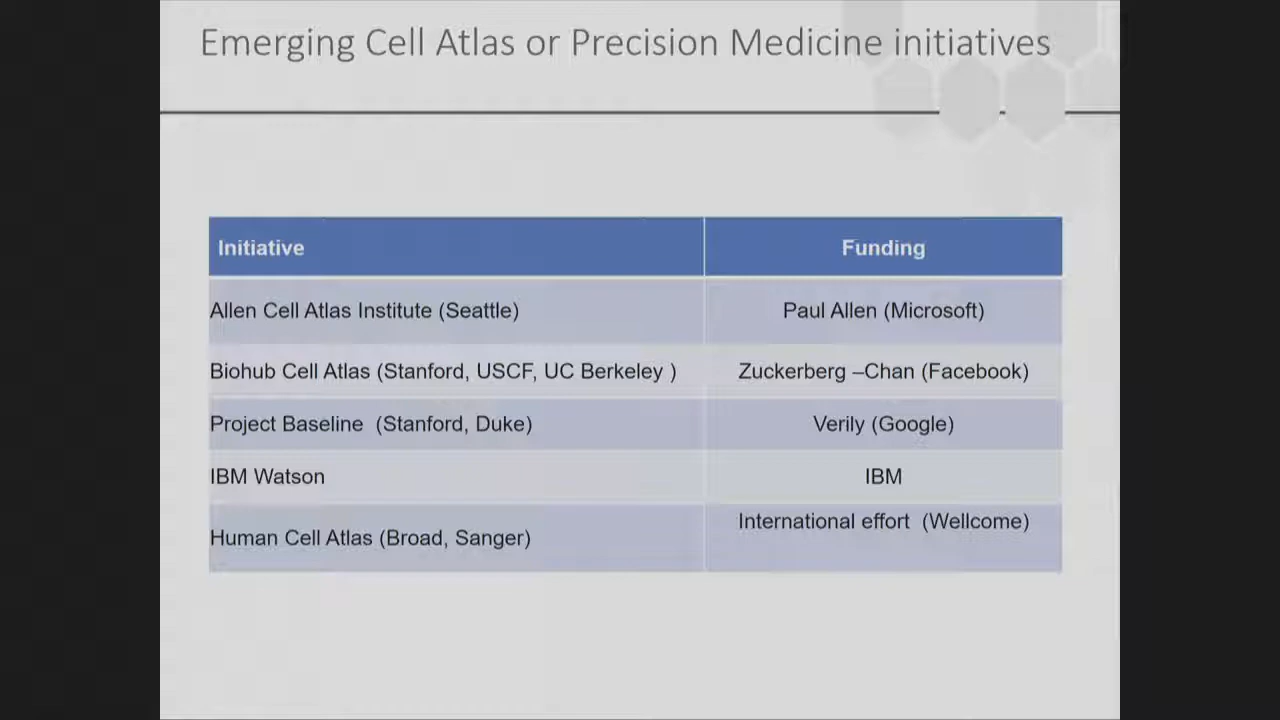 Emerging Cell Atlas or Precision Medicine initiatives
Initiative
Funding
Allen Cell Atlas Institute (Seattle)
Paul Allen (Microsoft)
Biohub Cell Atlas (Stanford, USCF, UC Berkeley )
Zuckerberg –Chan (Facebook)
Project Baseline  (Stanford, Duke)
Verily (Google)
IBM Watson
IBM
Human Cell Atlas (Broad, Sanger)
International effort  (Wellcome)